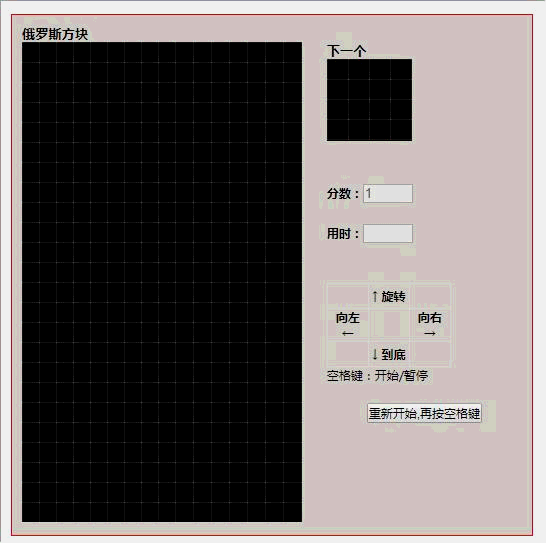 俄罗斯方块
下一个
分数：1
用时：
↑旋转
向左 向右
← →
↓到底
空格键：开始/暂停
重新开始,再按空格键